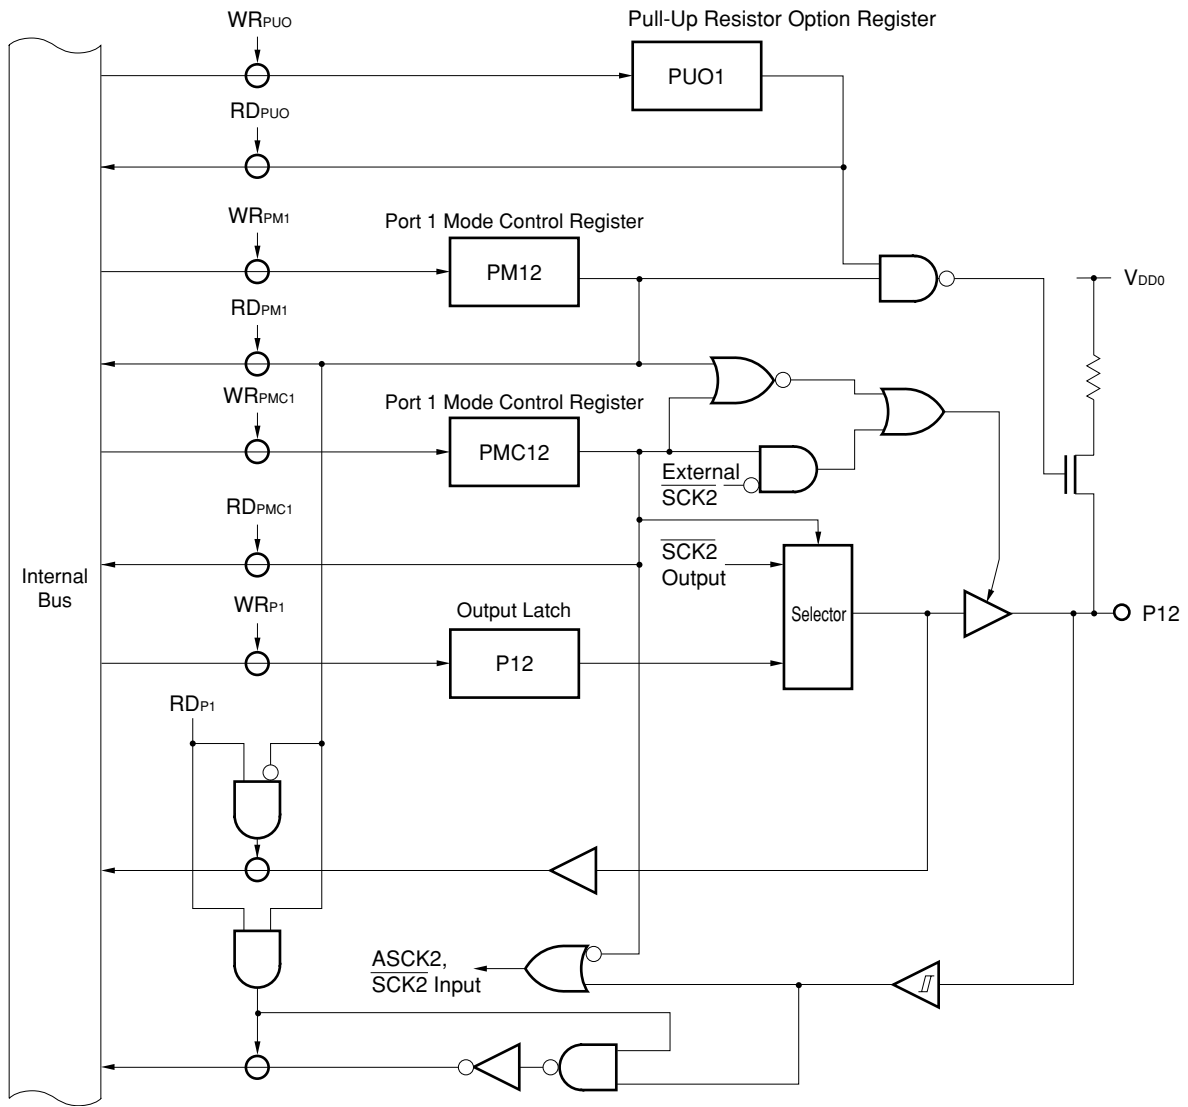 WRPUO
Pull-Up Resistor Option Register
PUO1
RDPUO
WRPM1
Port 1 Mode Control Register
PM12
VDD0
RDPM1
WRPMC1
Port 1 Mode Control Register
PMC12
External
SCK2
RDPMC1
SCK2
Output
Internal
Bus
WRP1
Output Latch
Selector
P12
P12
RDP1
ASCK2,
SCK2 Input